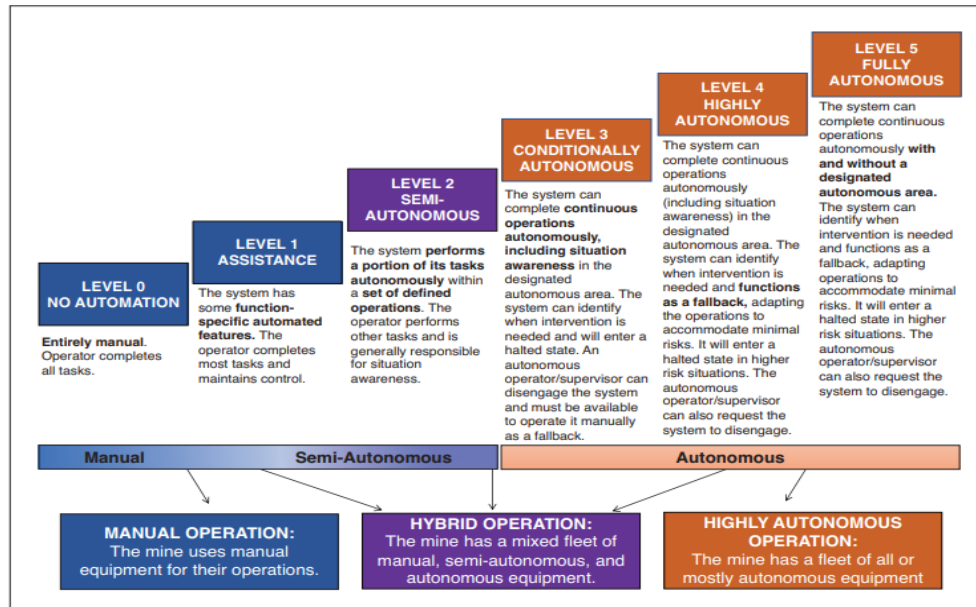 LEVEL 0
NO AUTOMATION
Entirely manual.
Operator completes
all tasks.
LEVEL 1
ASSISTANCE
The system has
some function-
specific automated
features. The
operator completes
most tasks and
maintains control.
LEVEL 2
SEMI-
AUTONOMOUS
The system performs
a portion of its tasks
autonomously within
a set of defined
operations. The
operator performs
other tasks and is
generally responsible
for situation
awareness.
LEVEL 3
CONDITIONALLY
AUTONOMOUS
The system can
complete continuous
operations
autonomously,
including situation
awareness in the
designated
autonomous area. The
system can identify
when intervention is
needed and will enter a
halted state. An
autonomous
operator/supervisor can
disengage the system
and must be available
to operate it manually
as a fallback.
LEVEL 4
HIGHLY
AUTONOMOUS
The system can
complete continuous
operations
autonomously
(including situation
awareness) in the
designated
autonomous area. The
system can identify
when intervention is
needed and functions
as a fallback, adapting
the operations to
accommodate minimal
risks. It will enter a
halted state in higher
risk situations. The
autonomous
operator/supervisor
can also request the
system to disengage.
LEVEL 5
FULLY
AUTONOMOUS
The system can
complete continuous
operations
autonomously with
and without a
designated
autonomous area.
The system can
identify when
intervention is needed
and functions as a
fallback, adapting
operations to
accommodate minimal
risks. It will enter a
halted state in higher
risk situations. The
autonomous
operator/supervisor
can also request the
system to disengage.
Manual
Semi-Autonomous
Autonomous
MANUAL OPERATION:
The mine uses manual
equipment for their operations.
HYBRID OPERATION:
The mine has a mixed fleet of
manual, semi-autonomous, and
autonomous equipment.
HIGHLY AUTONOMOUS
OPERATION:
The mine has a fleet of all or
mostly autonomous equipment